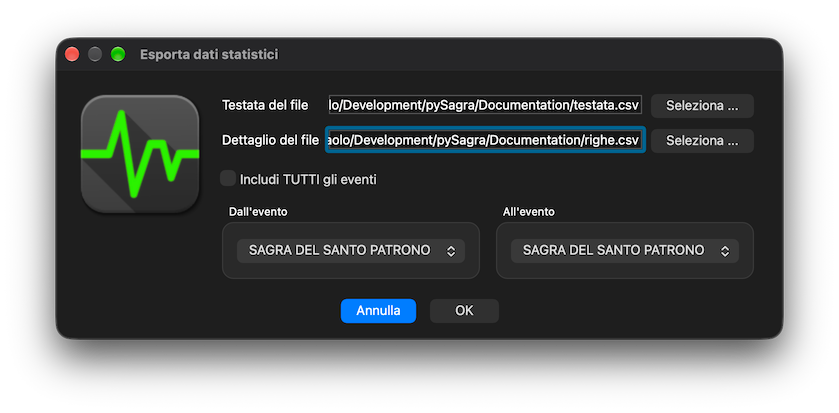 Esporta dati statistici
Testata del file lo/Development/pySagra/Documentation/testata.csv Seleziona ...
Dettaglio del file aolo/Development/pySagra/Documentation/righe.csv Seleziona ...
Includi TUTTI gli eventi
Dall'evento All'evento
SAGRA DEL SANTO PATRONO SAGRA DEL SANTO PATRONO
Annulla OK